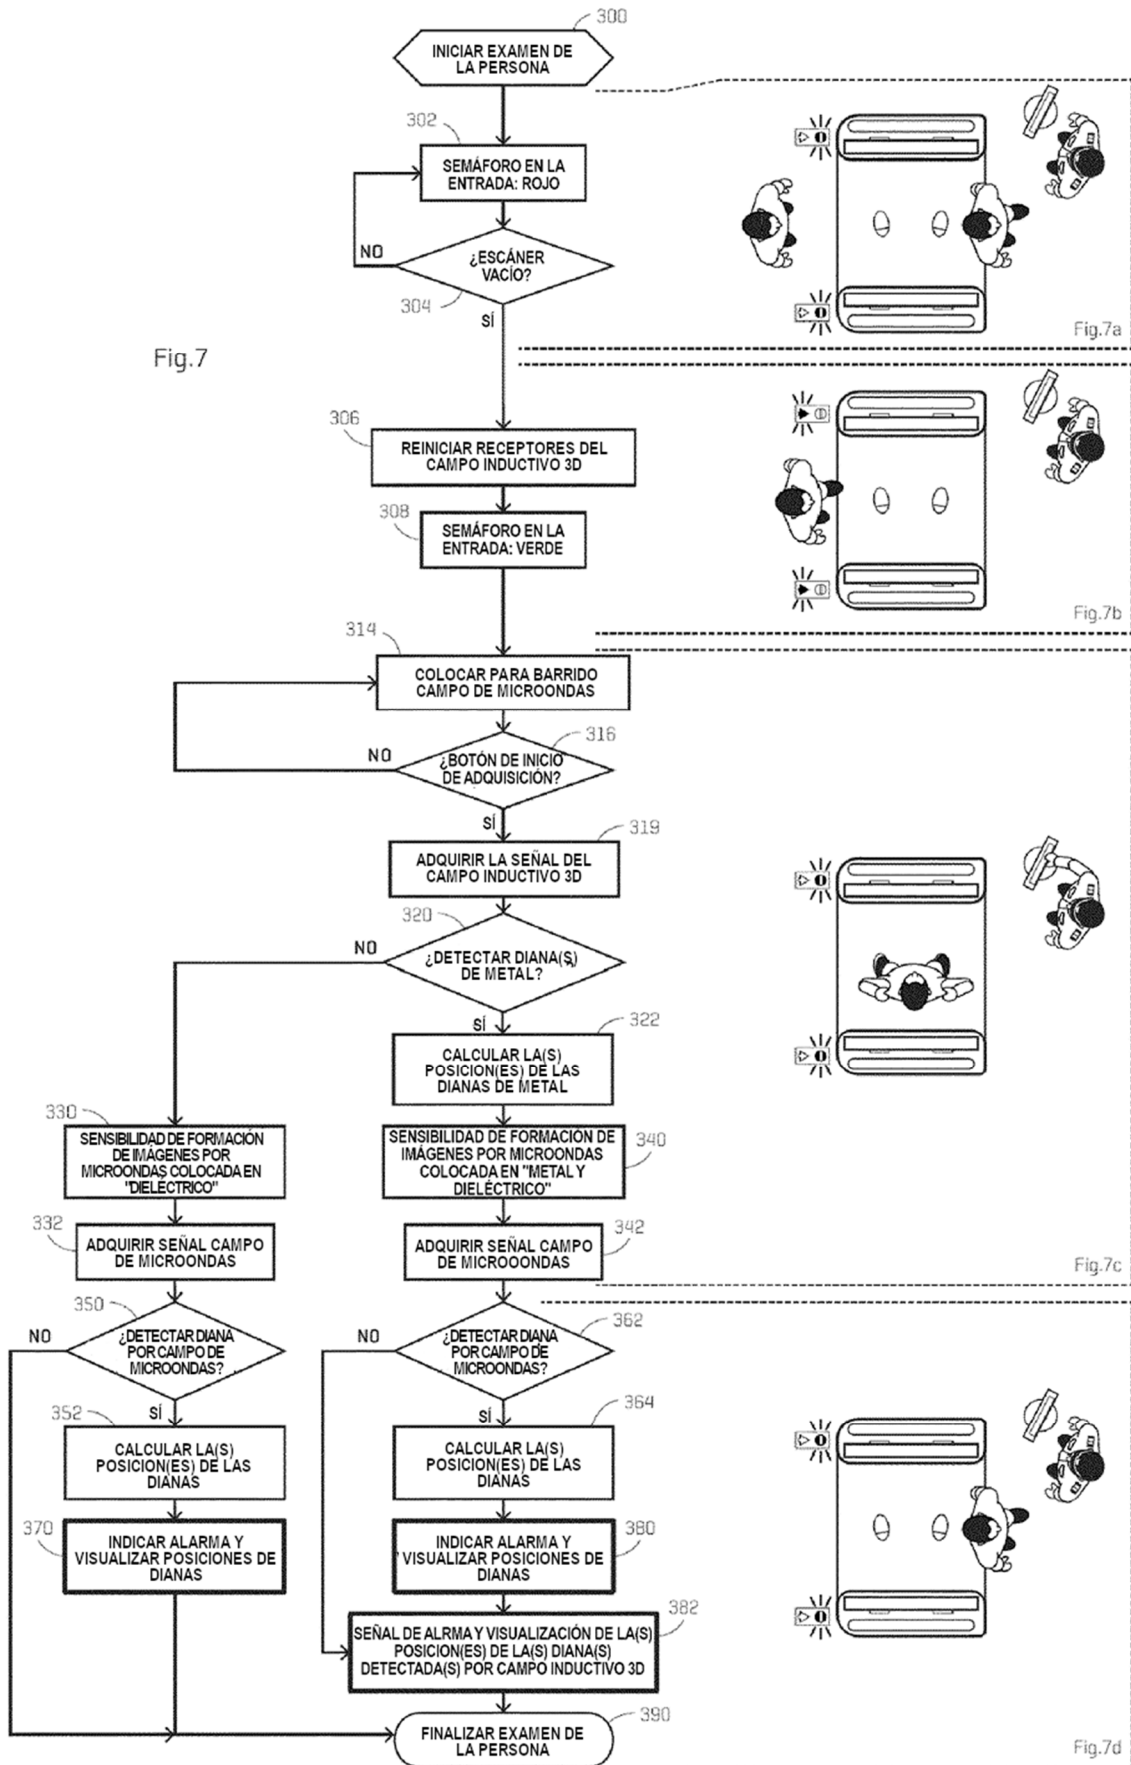 300
INICIAR EXAMEN DE
LA PERSONA
302
SEMÁFORO EN LA
ENTRADA: ROJO
NO
¿ESCÁNER
VACÍO?
304
SÍ
Fig.7a
Fig.7
306
REINICIAR RECEPTORES DEL
CAMPO INDUCTIVO 3D
308
SEMÁFORO EN LA
ENTRADA: VERDE
Fig.7b
314
COLOCAR PARA BARRIDO
CAMPO DE MICROONDAS
316
NO
¿BOTÓN DE INICIO
DE ADQUISICIÓN?
SÍ
319
ADQUIRIR LA SEÑAL DEL
CAMPO INDUCTIVO 3D
320
NO
¿DETECTAR DIANA(S)
DE METAL?
SÍ
322
CALCULAR LA(S)
POSICION(ES) DE LAS
DIANAS DE METAL
330
SENSIBILIDAD DE FORMACIÓN
DE IMÁGENES POR
MICROONDAS COLOCADA EN
"DIELÉCTRICO"
SENSIBILIDAD DE FORMACIÓN DE
IMÁGENES POR MICROONDAS
COLOCADA EN "METAL Y
DIELÉCTRICO"
340
332
ADQUIRIR SEÑAL CAMPO
DE MICROONDAS
342
ADQUIRIR SEÑAL CAMPO
DE MICROOONDAS
Fig.7c
350
NO
¿DETECTAR DIANA
POR CAMPO DE
MICROONDAS?
SÍ
NO
¿DETECTAR DIANA
POR CAMPO DE
MICROONDAS?
362
SÍ
352
CALCULAR LA(S)
POSICION(ES) DE LAS
DIANAS
364
CALCULAR LA(S)
POSICION(ES) DE LAS
DIANAS
370
INDICAR ALARMA Y
VISUALIZAR POSICIONES DE
DIANAS
INDICAR ALARMA Y
VISUALIZAR POSICIONES DE
DIANAS
380
382
SEÑAL DE ALRMA Y VISUALIZACIÓN DE LA(S)
POSICION(ES) DE LA(S) DIANA(S)
DETECTADA(S) POR CAMPO INDUCTIVO 3D
390
FINALIZAR EXAMEN DE
LA PERSONA
Fig.7d